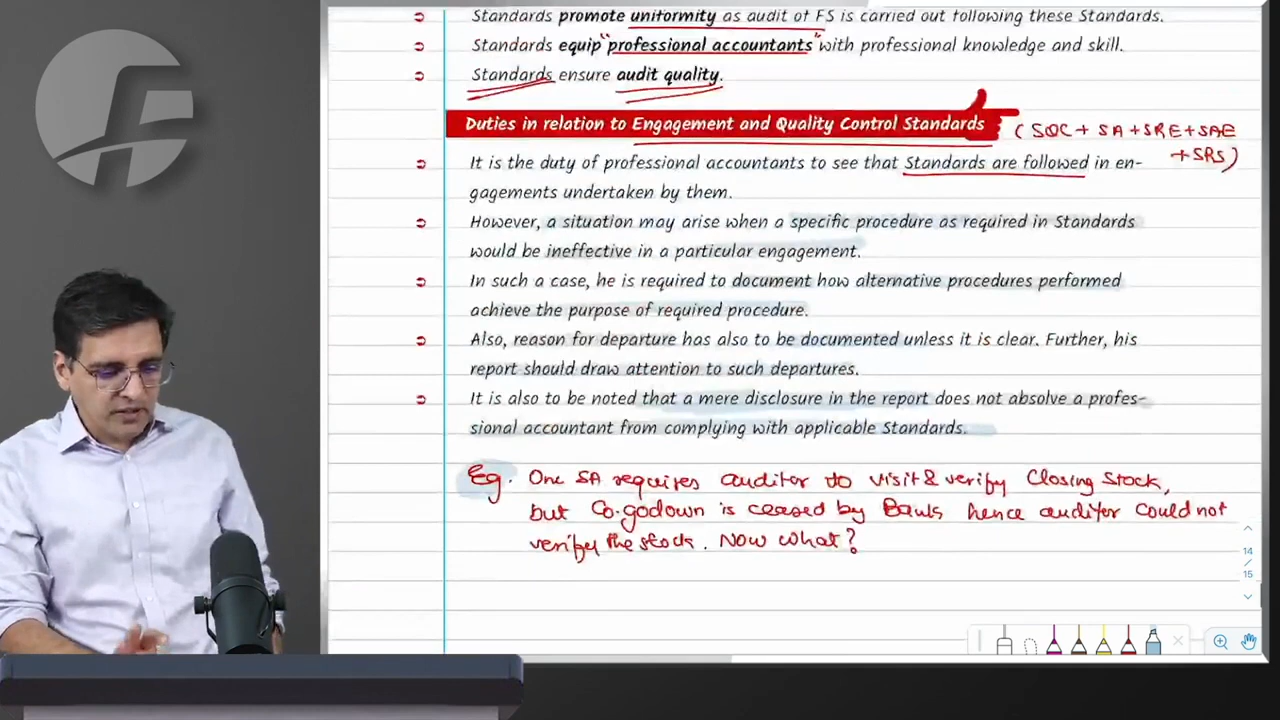 Standards promote uniformity as audit of FS is carried out following these Standards.
Standards equip "professional accountants" with professional knowledge and skill.
Standards ensure audit quality.
Duties in relation to Engagement and Quality Control Standards (SQC + SA + SRE + SAE
+ SRS)
It is the duty of professional accountants to see that Standards are followed in en-
gagements undertaken by them.
However, a situation may arise when a specific procedure as required in Standards
would be ineffective in a particular engagement.
In such a case, he is required to document how alternative procedures performed
achieve the purpose of required procedure.
Also, reason for departure has also to be documented unless it is clear. Further, his
report should draw attention to such departures.
It is also to be noted that a mere disclosure in the report does not absolve a profes-
sional accountant from complying with applicable Standards.
Eg. One SA requires auditor to visit & verify Closing Stock,
but Co. godown is ceased by Bank hence auditor could not
verify the stock. Now what?
14
/
15